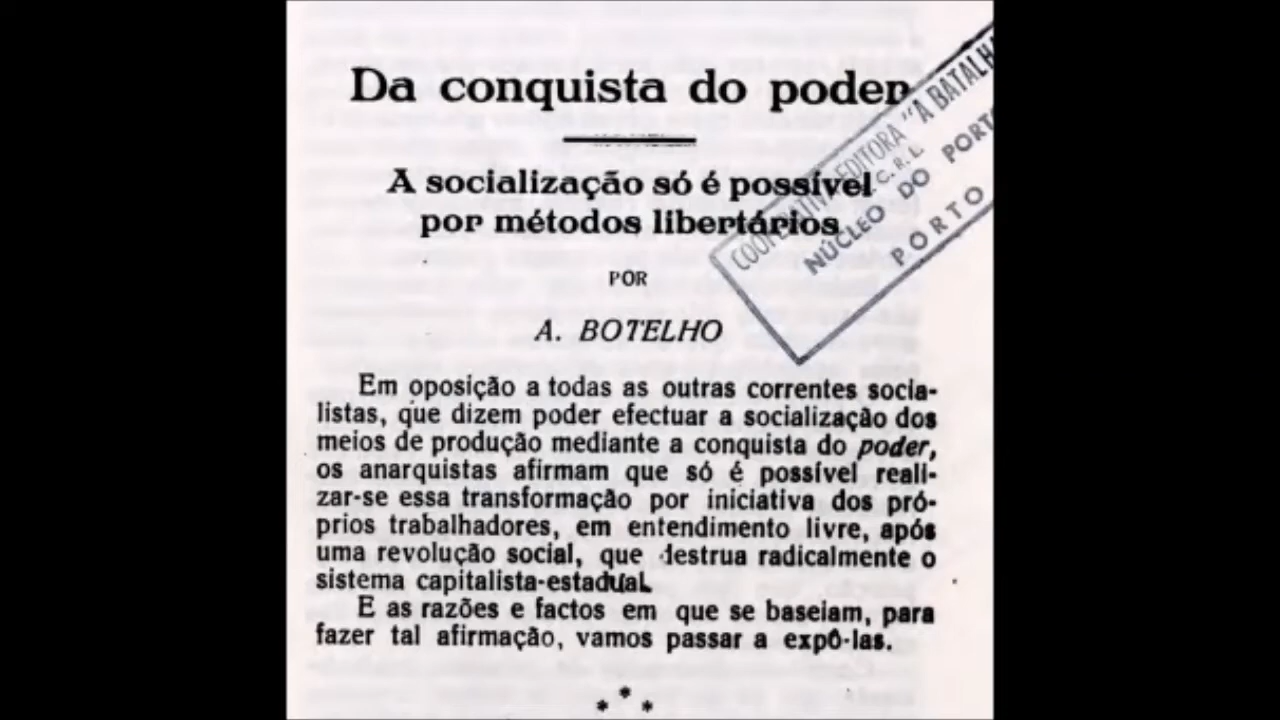 Da conquista do poder
A socialização só é possível
por métodos libertários
POR
A. BOTELHO
Em oposição a todas as outras correntes socia-
listas, que dizem poder efectuar a socialização dos
meios de produção mediante a conquista do poder,
os anarquistas afirmam que só é possível reali-
zar-se essa transformação por iniciativa dos pró-
prios trabalhadores, em entendimento livre, após
uma revolução social, que destrua radicalmente o
sistema capitalista-estadual.
E as razões e factos em que se baseiam, para
fazer tal afirmação, vamos passar a expô-las.
* * *
COOPERATIVA EDITORA "A BATALH
C. R. L.
NÚCLEO DO PORTO
PORTO